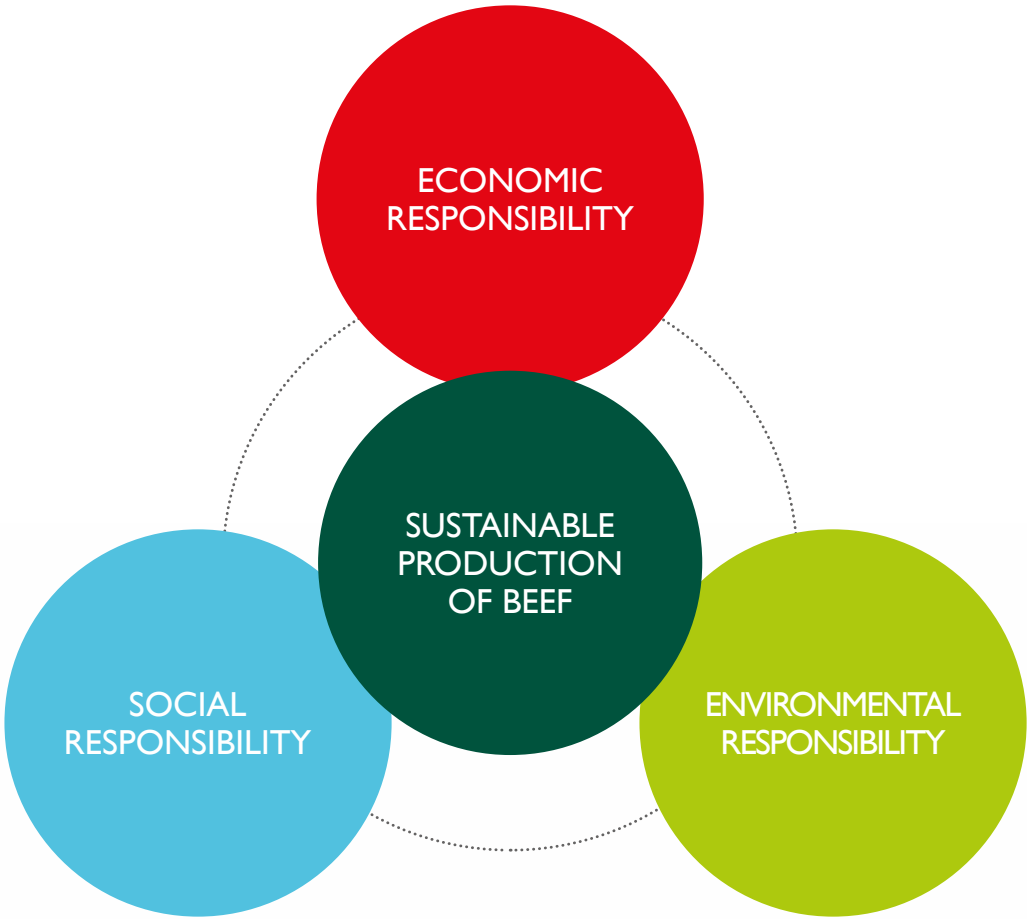 ECONOMIC
RESPONSIBILITY
SUSTAINABLE
PRODUCTION
OF BEEF
SOCIAL
RESPONSIBILITY
ENVIRONMENTAL
RESPONSIBILITY